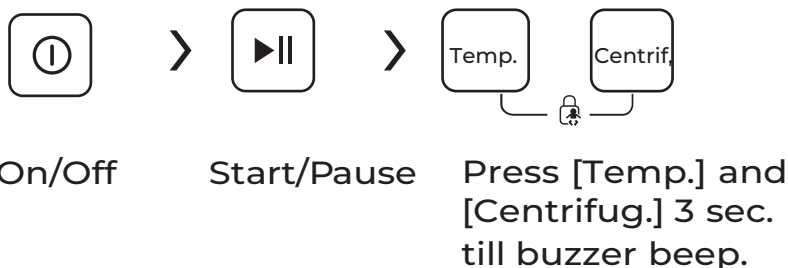 Temp.
Centrif,
On/Off
Start/Pause
Press [Temp.] and
[Centrifug.] 3 sec.
till buzzer beep.